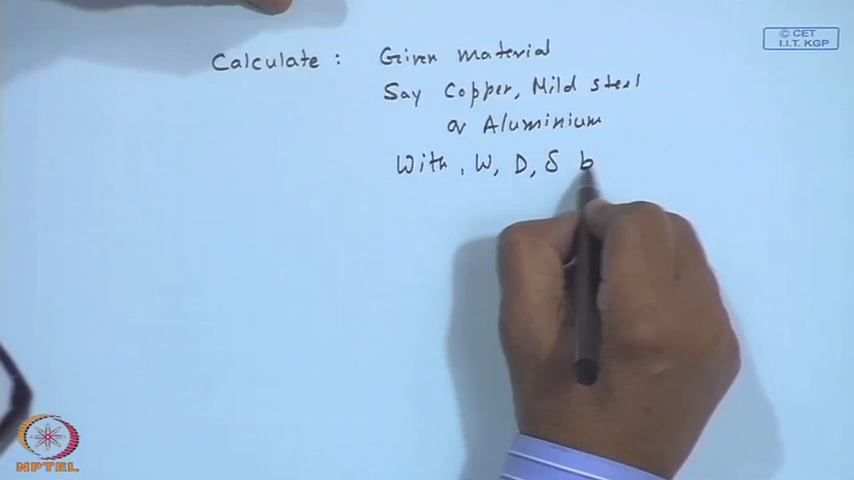 © CET
I.I.T. KGP
Calculate : Given material
Say Copper, Mild steel
or Aluminium
With , W, D, δ b
NPTEL